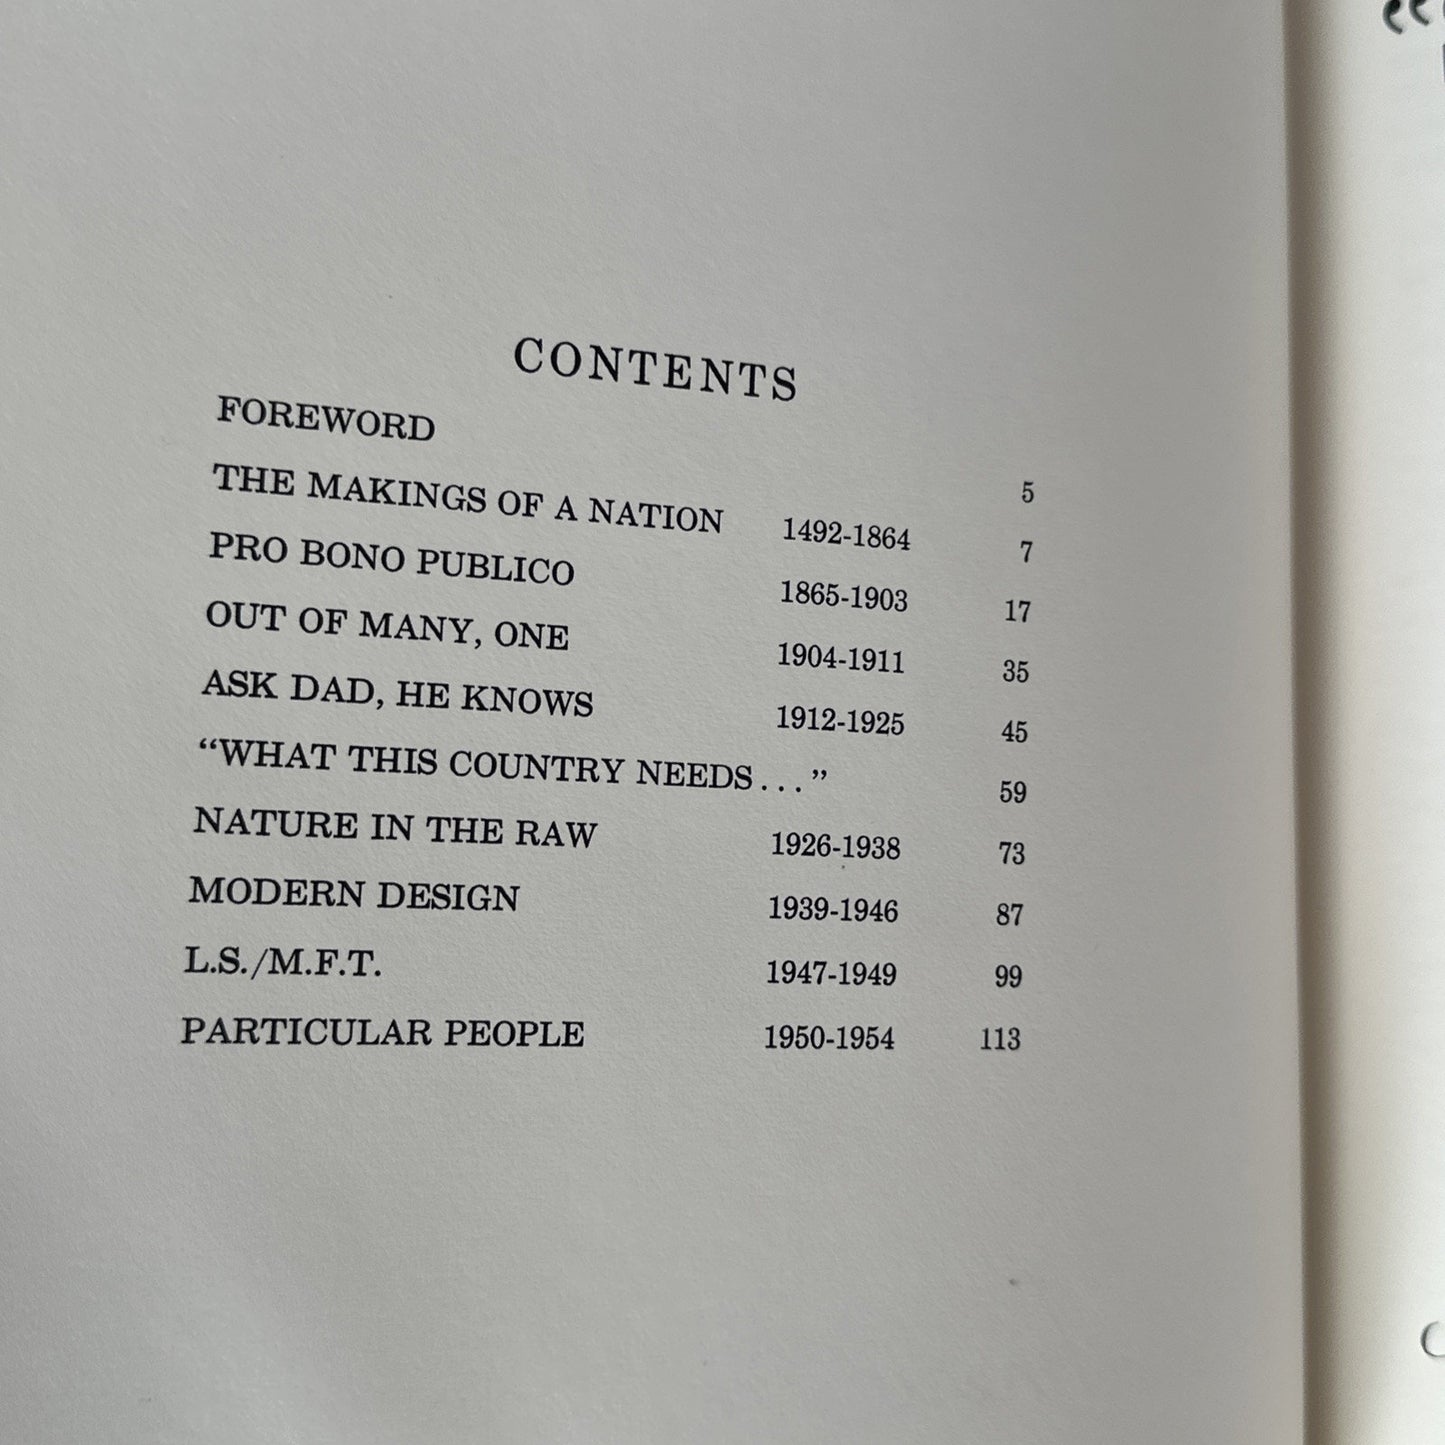 CONTENTS
FOREWORD 5
THE MAKINGS OF A NATION 1492-1864 7
PRO BONO PUBLICO 1865-1903 17
OUT OF MANY, ONE 1904-1911 35
ASK DAD, HE KNOWS 1912-1925 45
“WHAT THIS COUNTRY NEEDS...” 59
NATURE IN THE RAW 1926-1938 73
MODERN DESIGN 1939-1946 87
L.S./M.F.T. 1947-1949 99
PARTICULAR PEOPLE 1950-1954 113